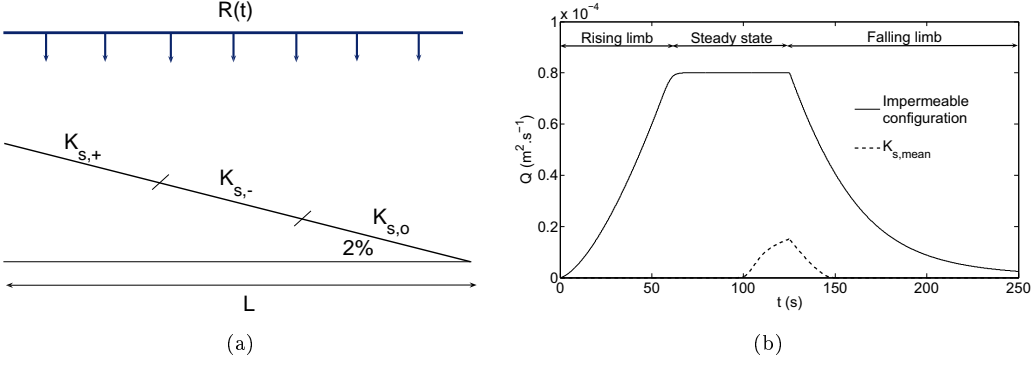 R(t)
K_{s,+}
K_{s,-}
K_{s,o}
2%
L
(a)
1 x 10^{-4}
Rising limb
Steady state
Falling limb
0.8
0.6
0.4
0.2
0
Q (m^2.s^{-1})
Impermeable
configuration
K_{s,mean}
0 50 100 150 200 250
t (s)
(b)